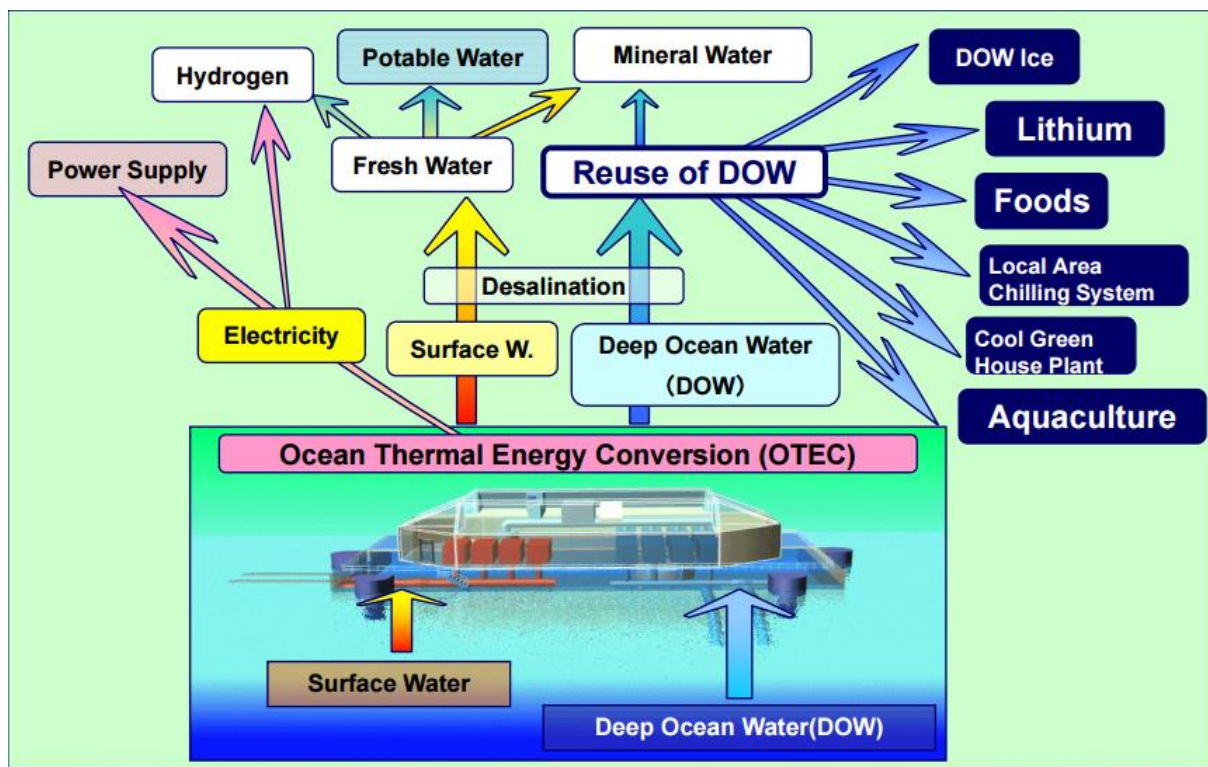 Hydrogen
Potable Water
Mineral Water
DOW Ice
Lithium
Power Supply
Fresh Water
Reuse of DOW
Foods
Desalination
Local Area
Chilling System
Electricity
Surface W.
Deep Ocean Water
(DOW)
Cool Green
House Plant
Aquaculture
Ocean Thermal Energy Conversion (OTEC)
Surface Water
Deep Ocean Water(DOW)